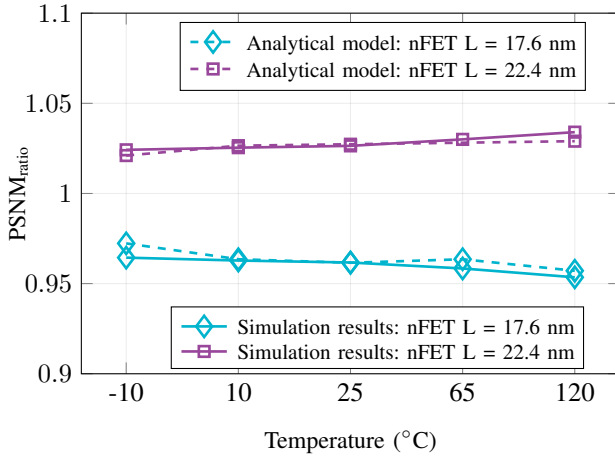 1.1
1.05
1
0.95
0.9
PSNM_ratio
Analytical model: nFET L = 17.6 nm
Analytical model: nFET L = 22.4 nm
Simulation results: nFET L = 17.6 nm
Simulation results: nFET L = 22.4 nm
-10 10 25 65 120
Temperature (°C)